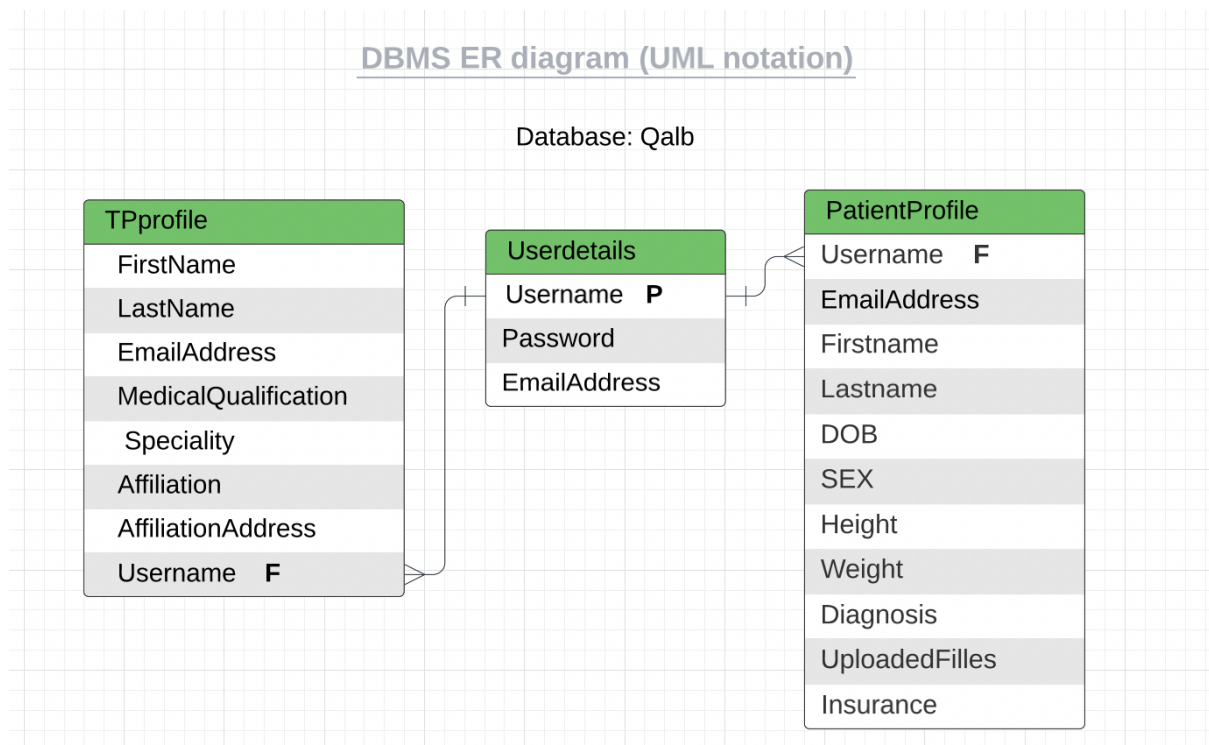 DBMS ER diagram (UML notation)
Database: Qalb
TPprofile
FirstName
LastName
EmailAddress
MedicalQualification
Speciality
Affiliation
AffiliationAddress
Username F
Userdetails
Username P
Password
EmailAddress
PatientProfile
Username F
EmailAddress
Firstname
Lastname
DOB
SEX
Height
Weight
Diagnosis
UploadedFilles
Insurance